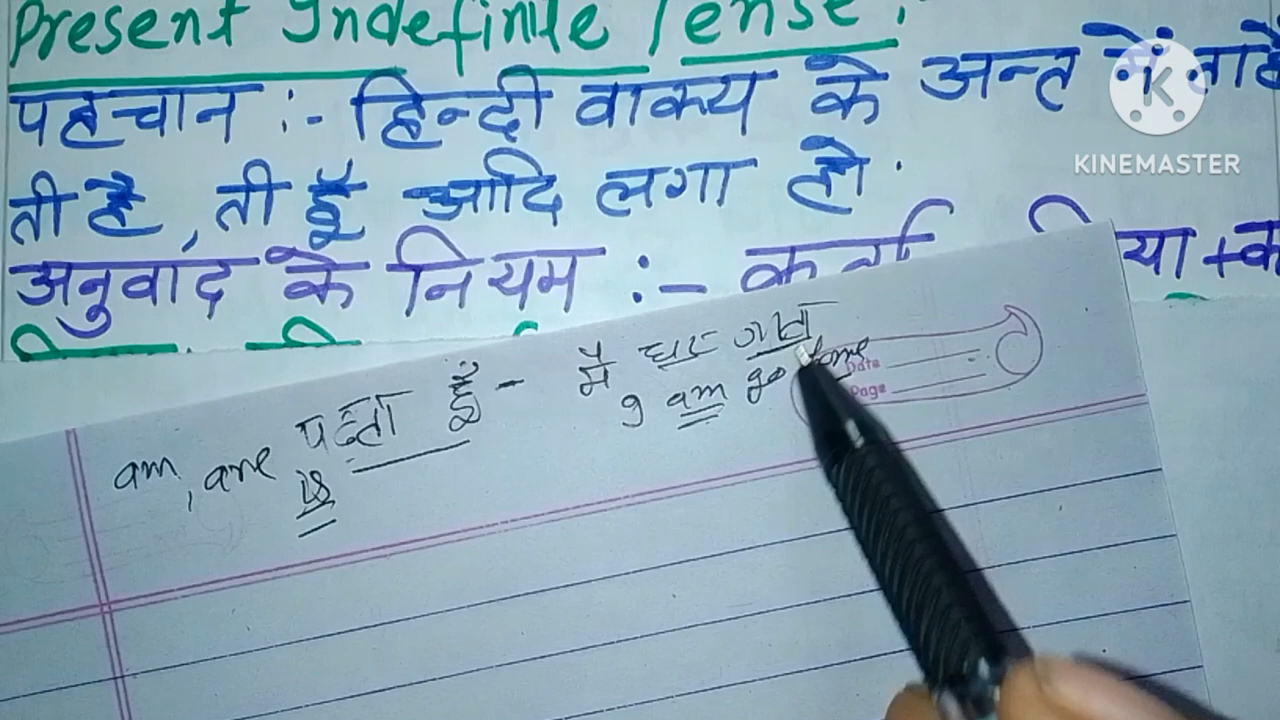 Present Indefinite Tense :
पहचान :- हिन्दी वाक्य के अन्त में ता है
ती है, ती हूँ आदि लगा हो.
अनुवाद के नियम :- कर्ता
मैं घर जाता
am, are पढ़ता हूँ -
I am go home
is
Date
Page
KINEMASTER